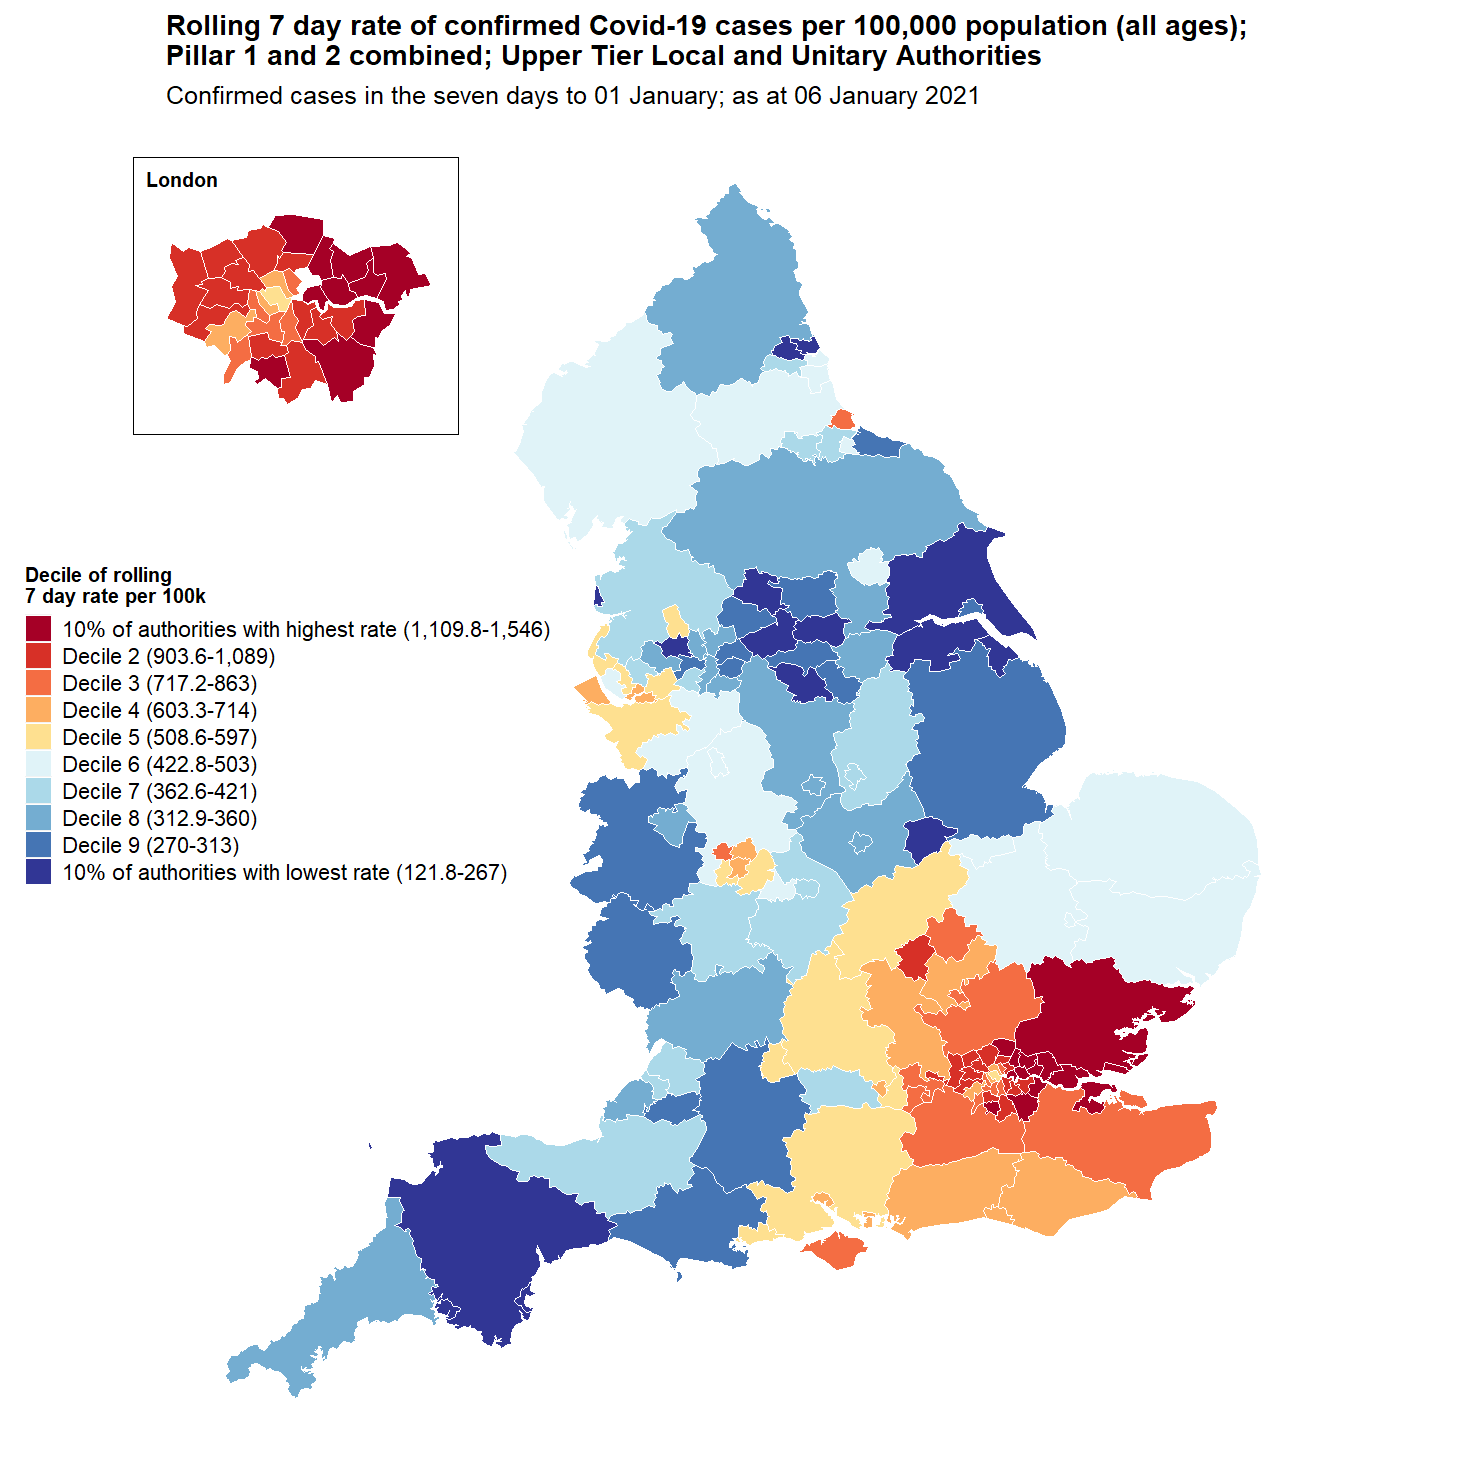 Rolling 7 day rate of confirmed Covid-19 cases per 100,000 population (all ages);
Pillar 1 and 2 combined; Upper Tier Local and Unitary Authorities
Confirmed cases in the seven days to 01 January; as at 06 January 2021
London
Decile of rolling
7 day rate per 100k
10% of authorities with highest rate (1,109.8-1,546)
Decile 2 (903.6-1,089)
Decile 3 (717.2-863)
Decile 4 (603.3-714)
Decile 5 (508.6-597)
Decile 6 (422.8-503)
Decile 7 (362.6-421)
Decile 8 (312.9-360)
Decile 9 (270-313)
10% of authorities with lowest rate (121.8-267)